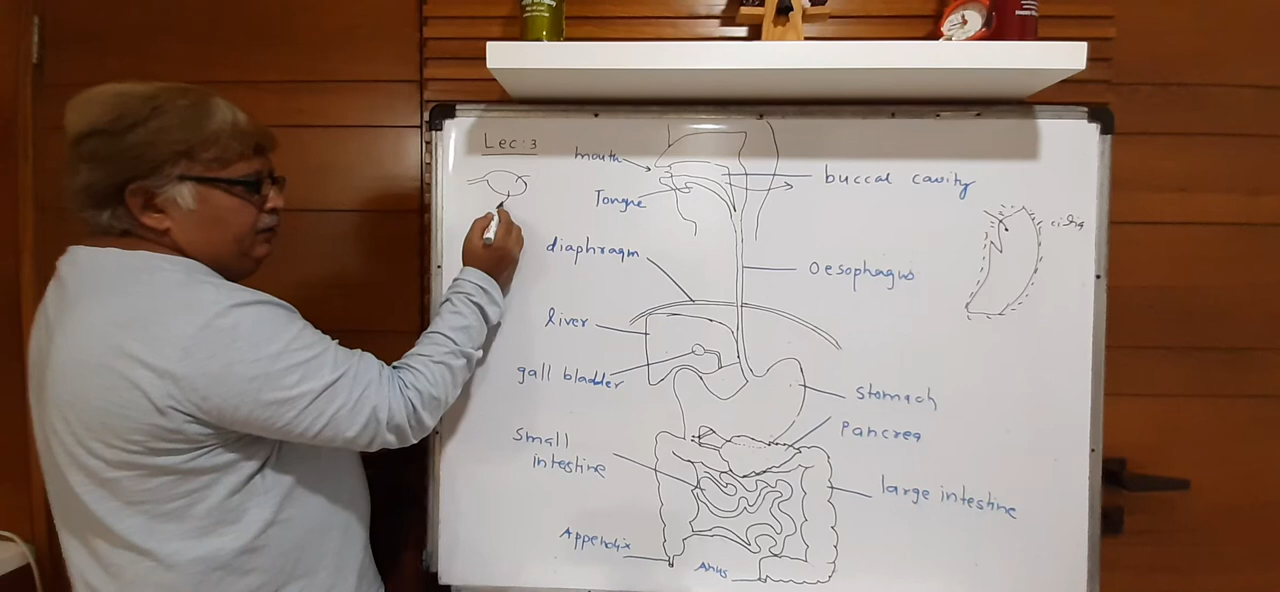 Lec: 3
mouth
buccal cavity
Tongue
cilia
diaphragm
Oesophagus
liver
gall bladder
Stomach
Pancrea
Small
intestine
large intestine
Appendix
Anus